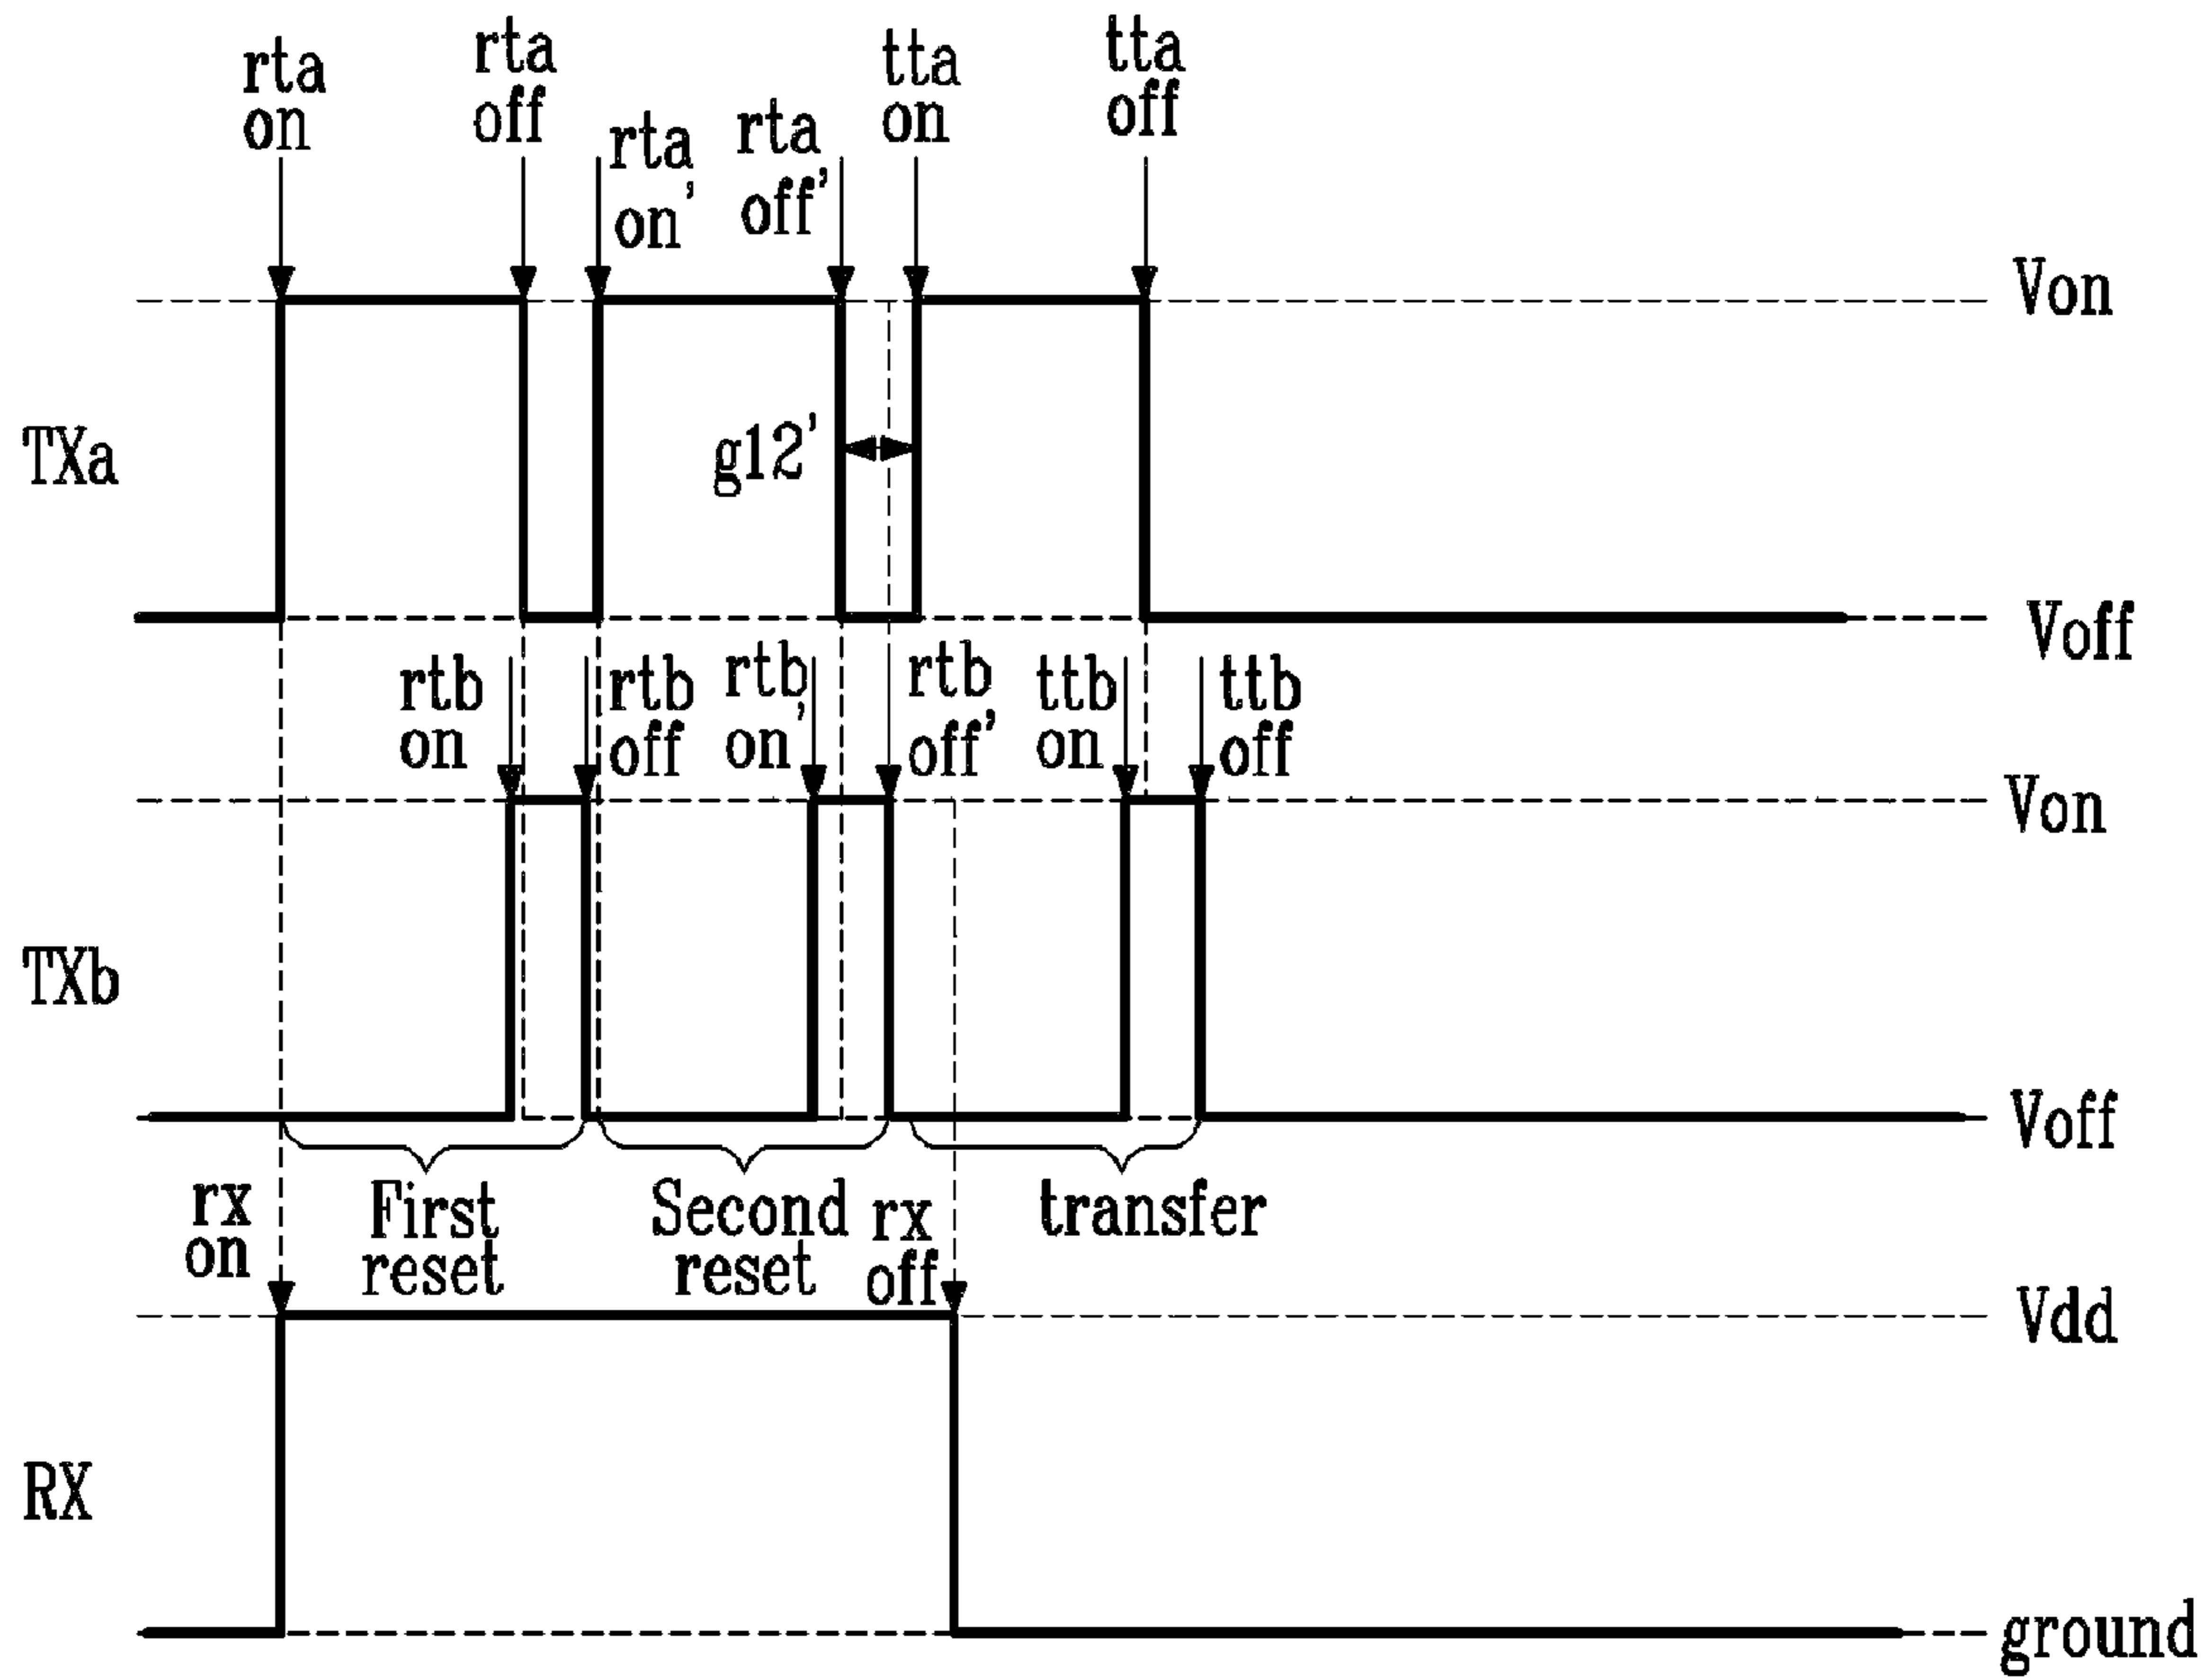 rta
on
rta
off
rta
on'
rta
off'
tta
on
tta
off
Von
TXa
g12'
Voff
rtb
on
rtb
off
rtb
on'
rtb
off'
ttb
on
ttb
off
Von
TXb
Voff
rx
on
First
reset
Second
reset
rx
off
transfer
Vdd
RX
ground